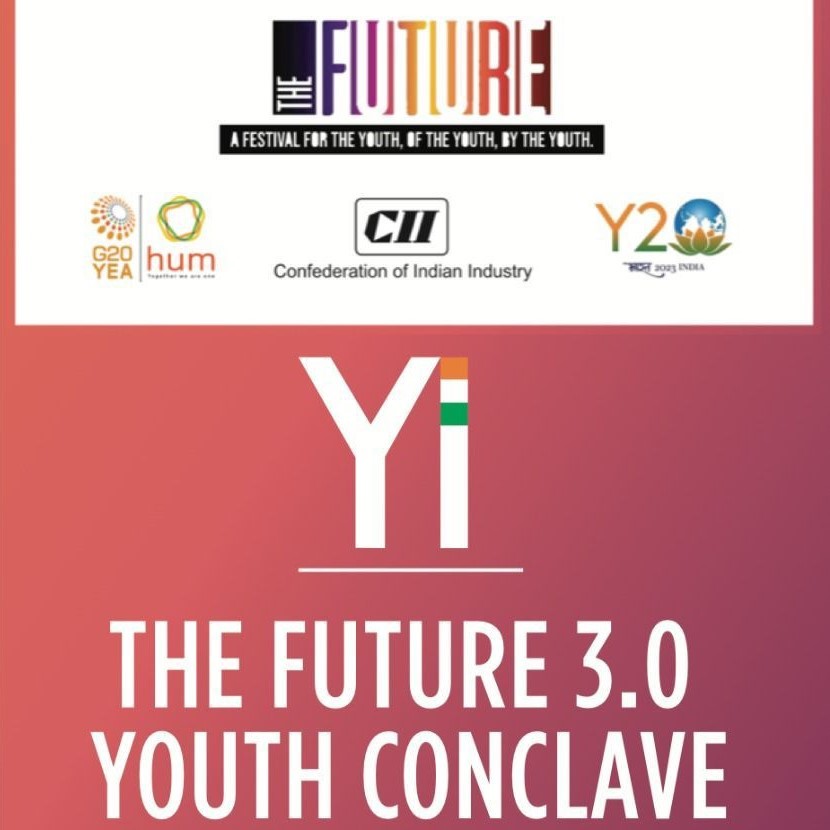 THE FUTURE
A FESTIVAL FOR THE YOUTH, OF THE YOUTH, BY THE YOUTH.
G20
YEA
hum
Together we are one
CII
Confederation of Indian Industry
Y20
भारत 2023 INDIA
Yi
THE FUTURE 3.0
YOUTH CONCLAVE